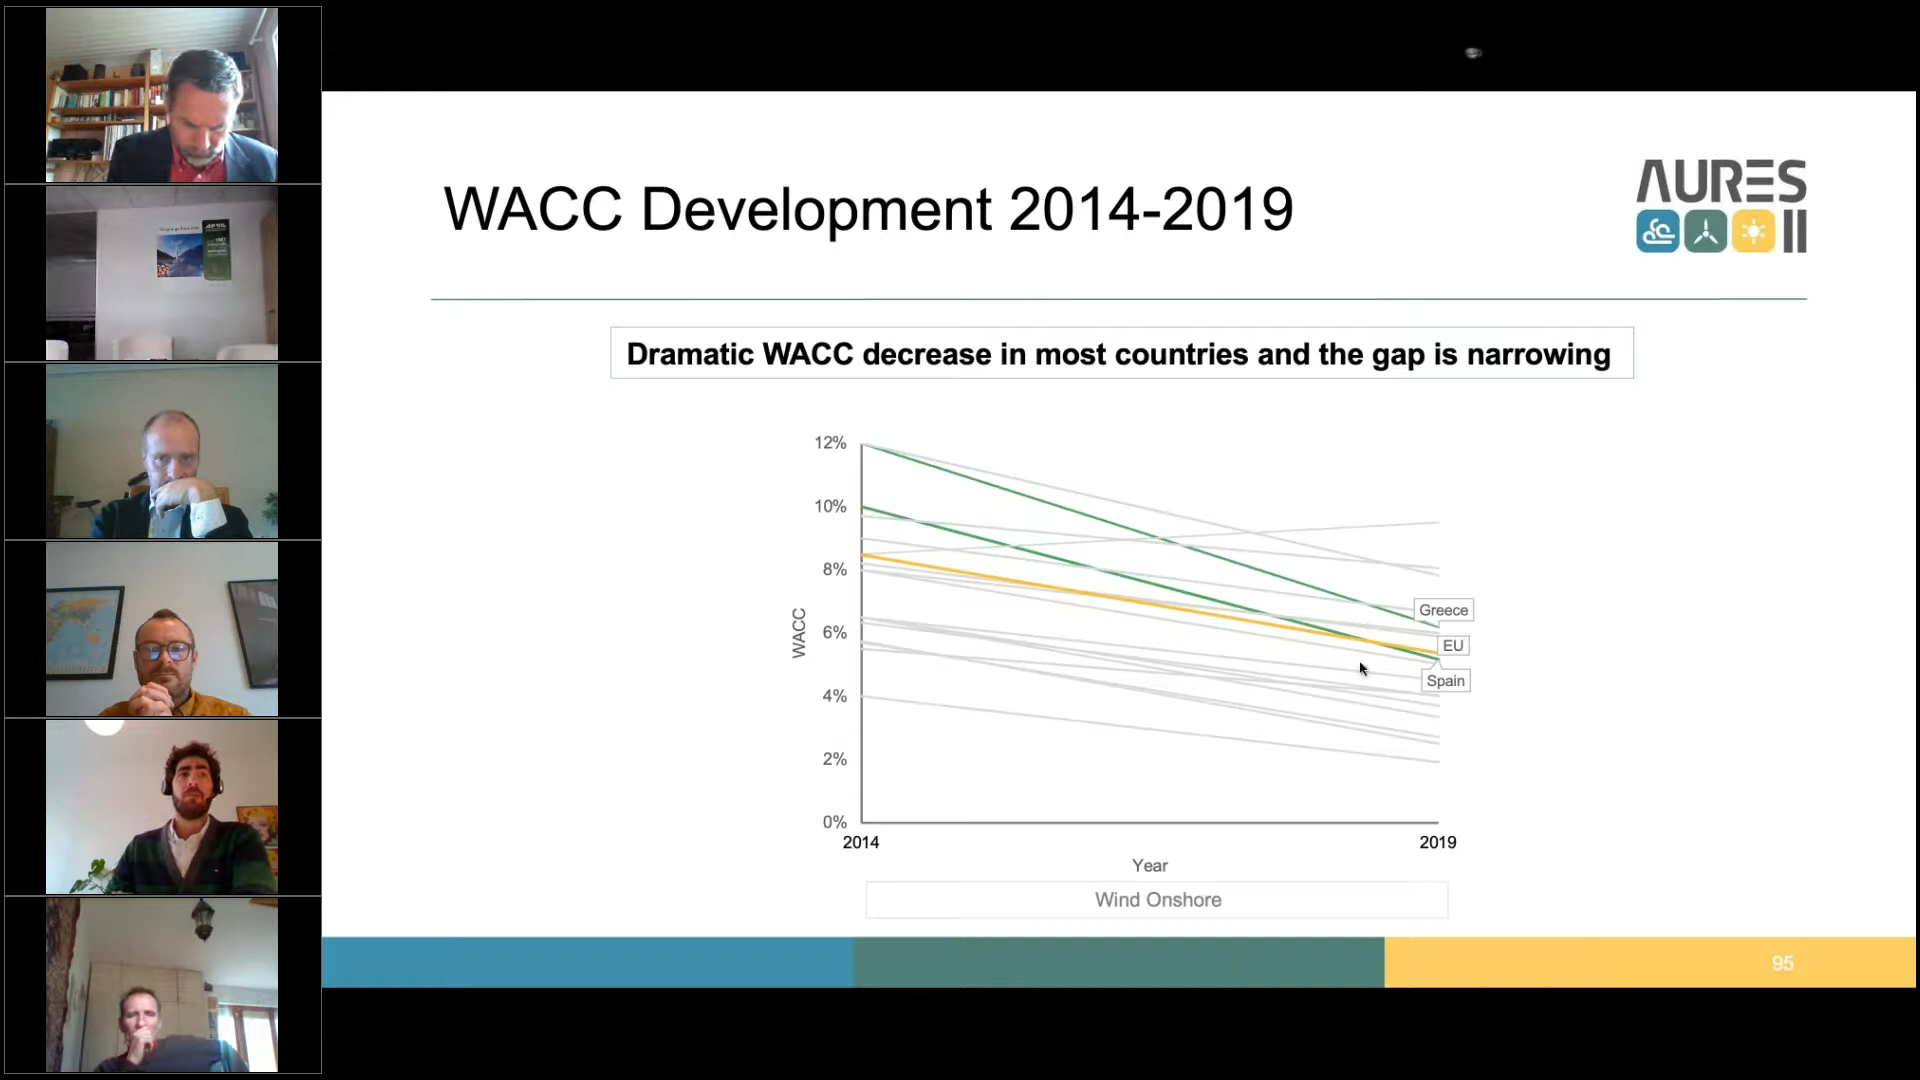 WACC Development 2014-2019
AURES
II
Dramatic WACC decrease in most countries and the gap is narrowing
12%
10%
8%
6%
4%
2%
0%
WACC
Greece
EU
Spain
2014
2019
Year
Wind Onshore
95